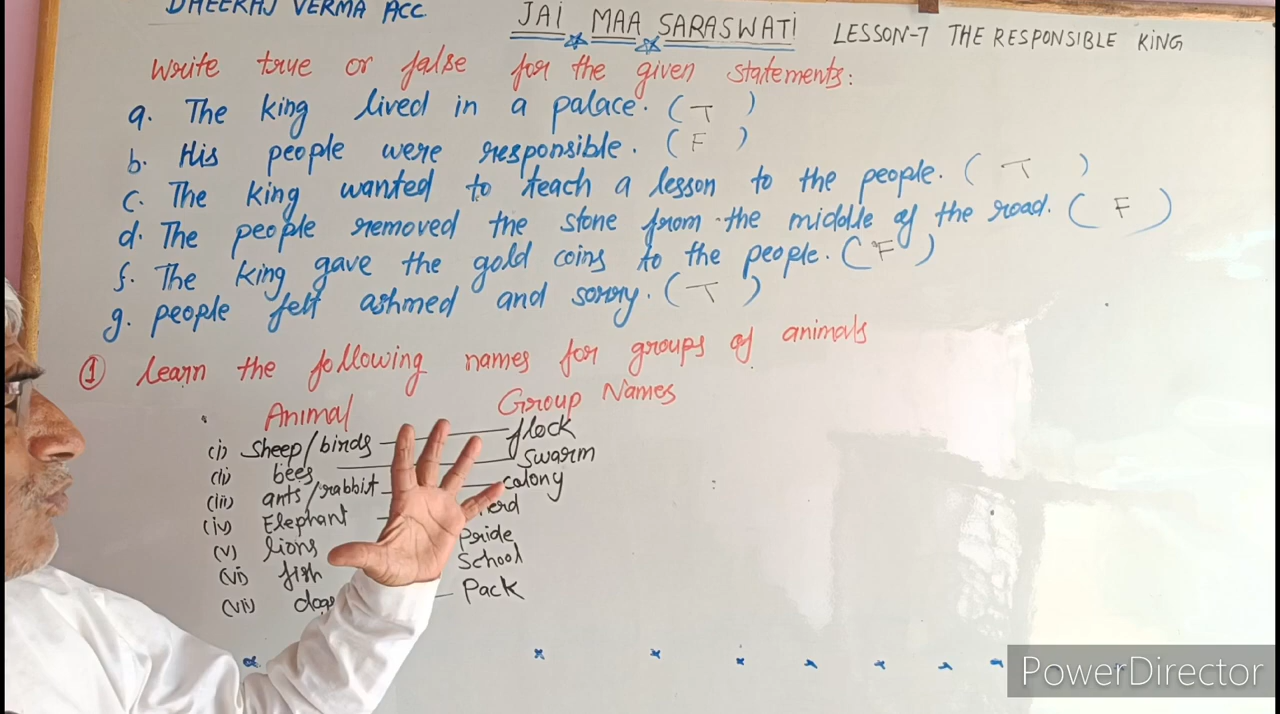 DHEERAJ VERMA ACC
JAI MAA SARASWATI
LESSON-7 THE RESPONSIBLE KING
Write true or false for the given statements:
a. The king lived in a palace. ( T )
b. His people were responsible. ( F )
c. The king wanted to teach a lesson to the people. ( T )
d. The people removed the stone from the middle of the road. ( F )
f. The king gave the gold coins to the people. ( F )
g. people felt ashmed and sorry. ( T )
① learn the following names for groups of animals
Animal Group Names
(i) sheep/birds flock
(ii) bees swarm
(iii) ants/rabbit colony
(iv) Elephant erd
(v) lions Pride
(vi) fish School
(vii) dogs Pack
PowerDirector